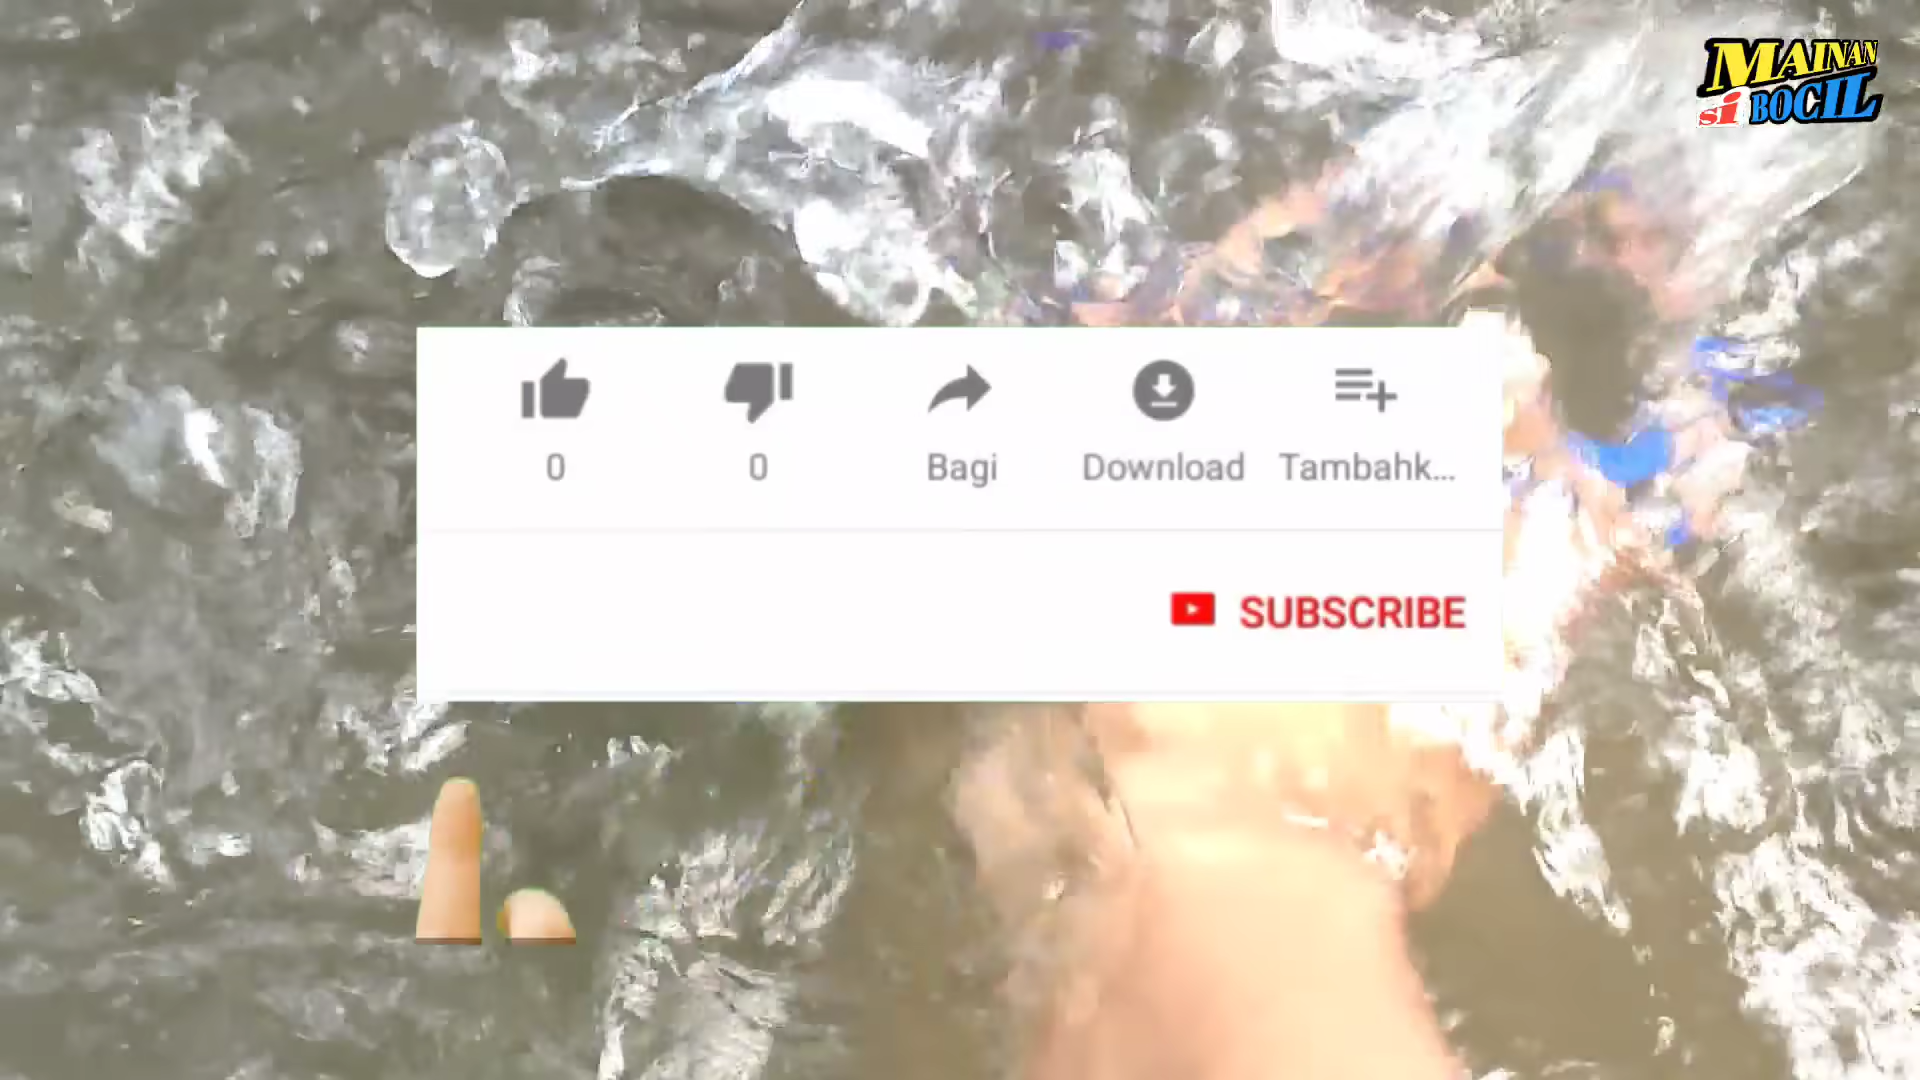 MAINAN
si BOCIL
0
0
Bagi
Download
Tambahk...
SUBSCRIBE